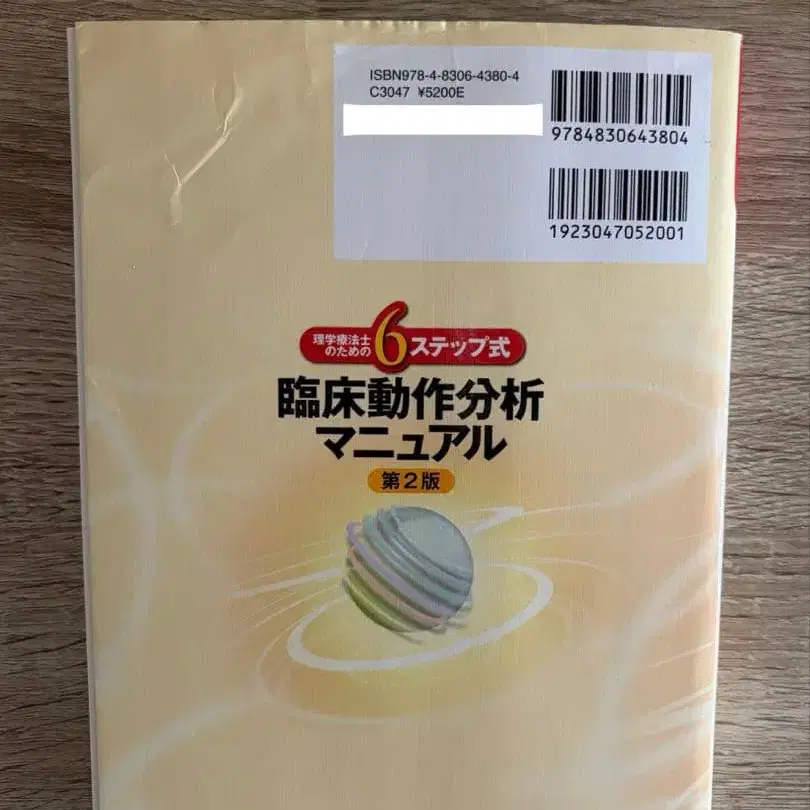 ISBN978-4-8306-4380-4
C3047 ¥5200E
9784830643804
1923047052001
理学療法士
のための
6ステップ式
臨床動作分析
マニュアル
第2版